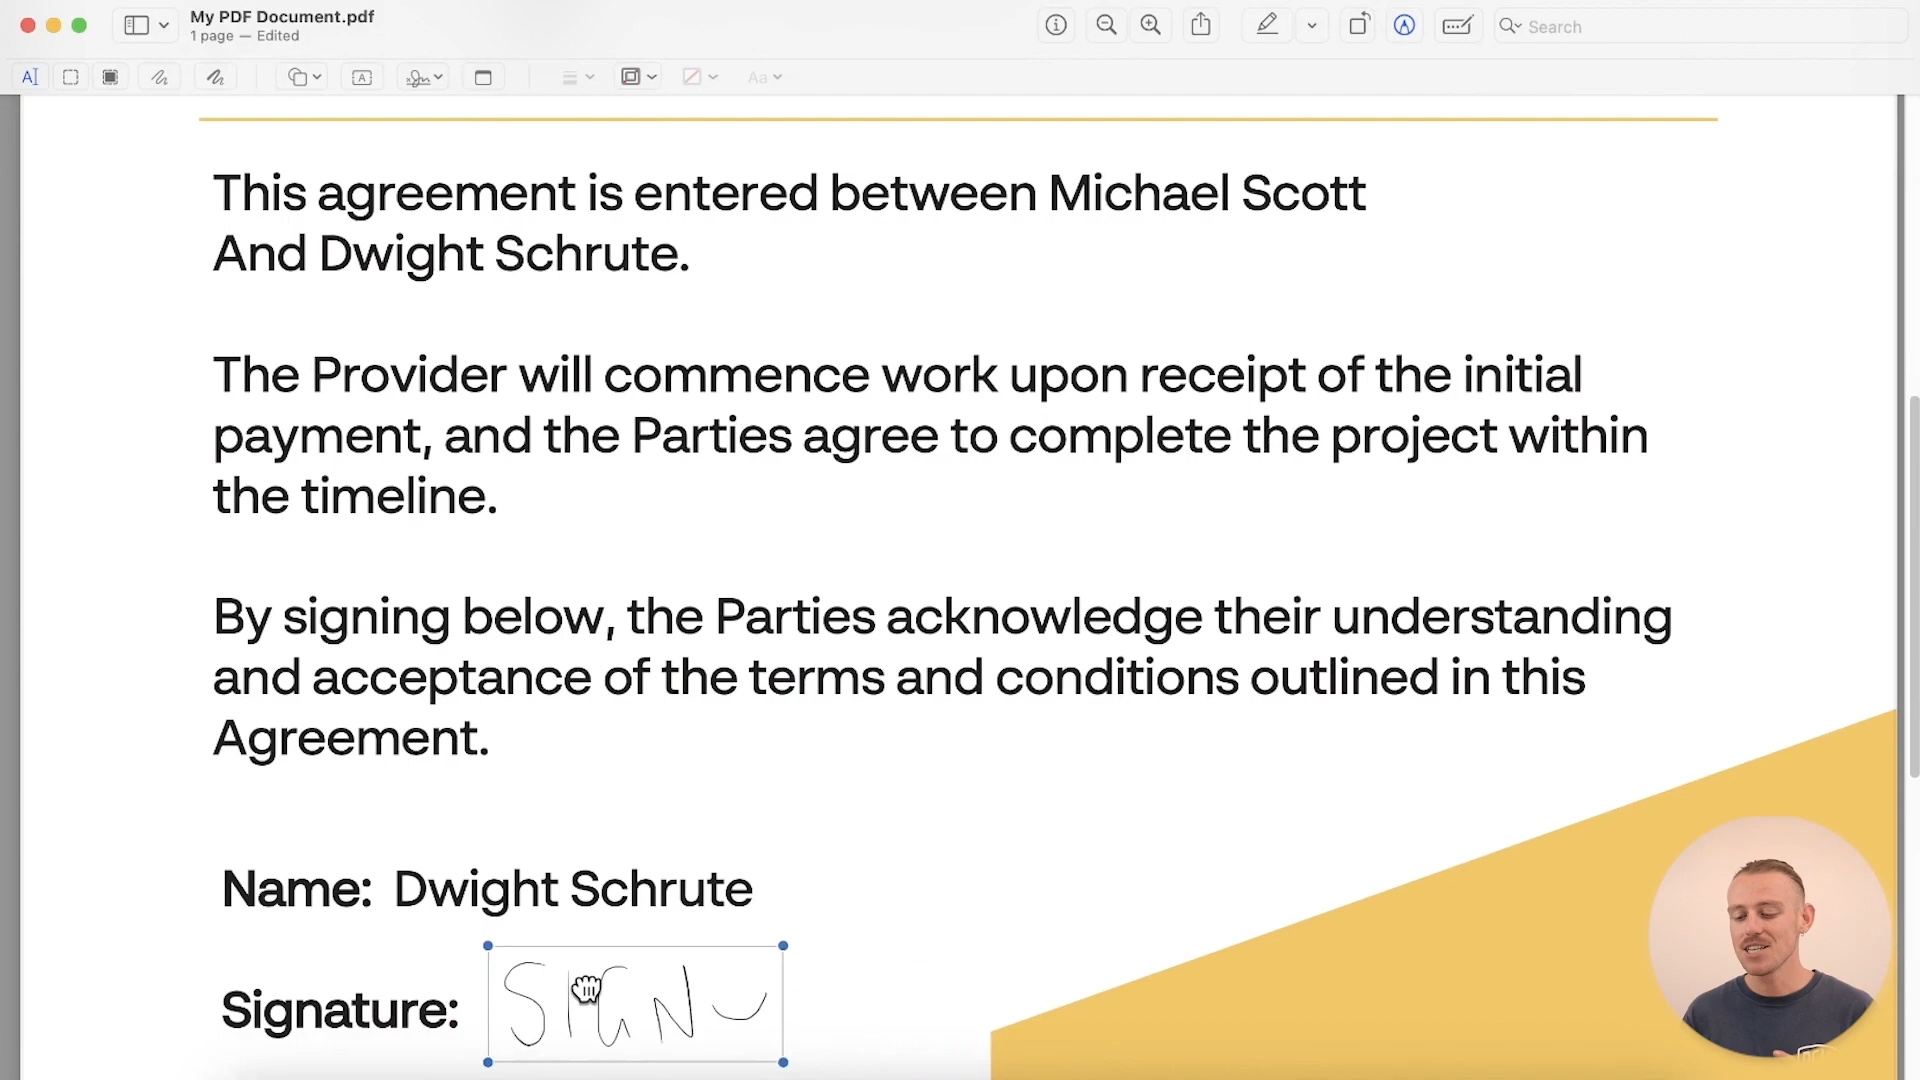 My PDF Document.pdf
1 page — Edited
Search
Aa
This agreement is entered between Michael Scott
And Dwight Schrute.
The Provider will commence work upon receipt of the initial
payment, and the Parties agree to complete the project within
the timeline.
By signing below, the Parties acknowledge their understanding
and acceptance of the terms and conditions outlined in this
Agreement.
Name: Dwight Schrute
Signature: SIGN